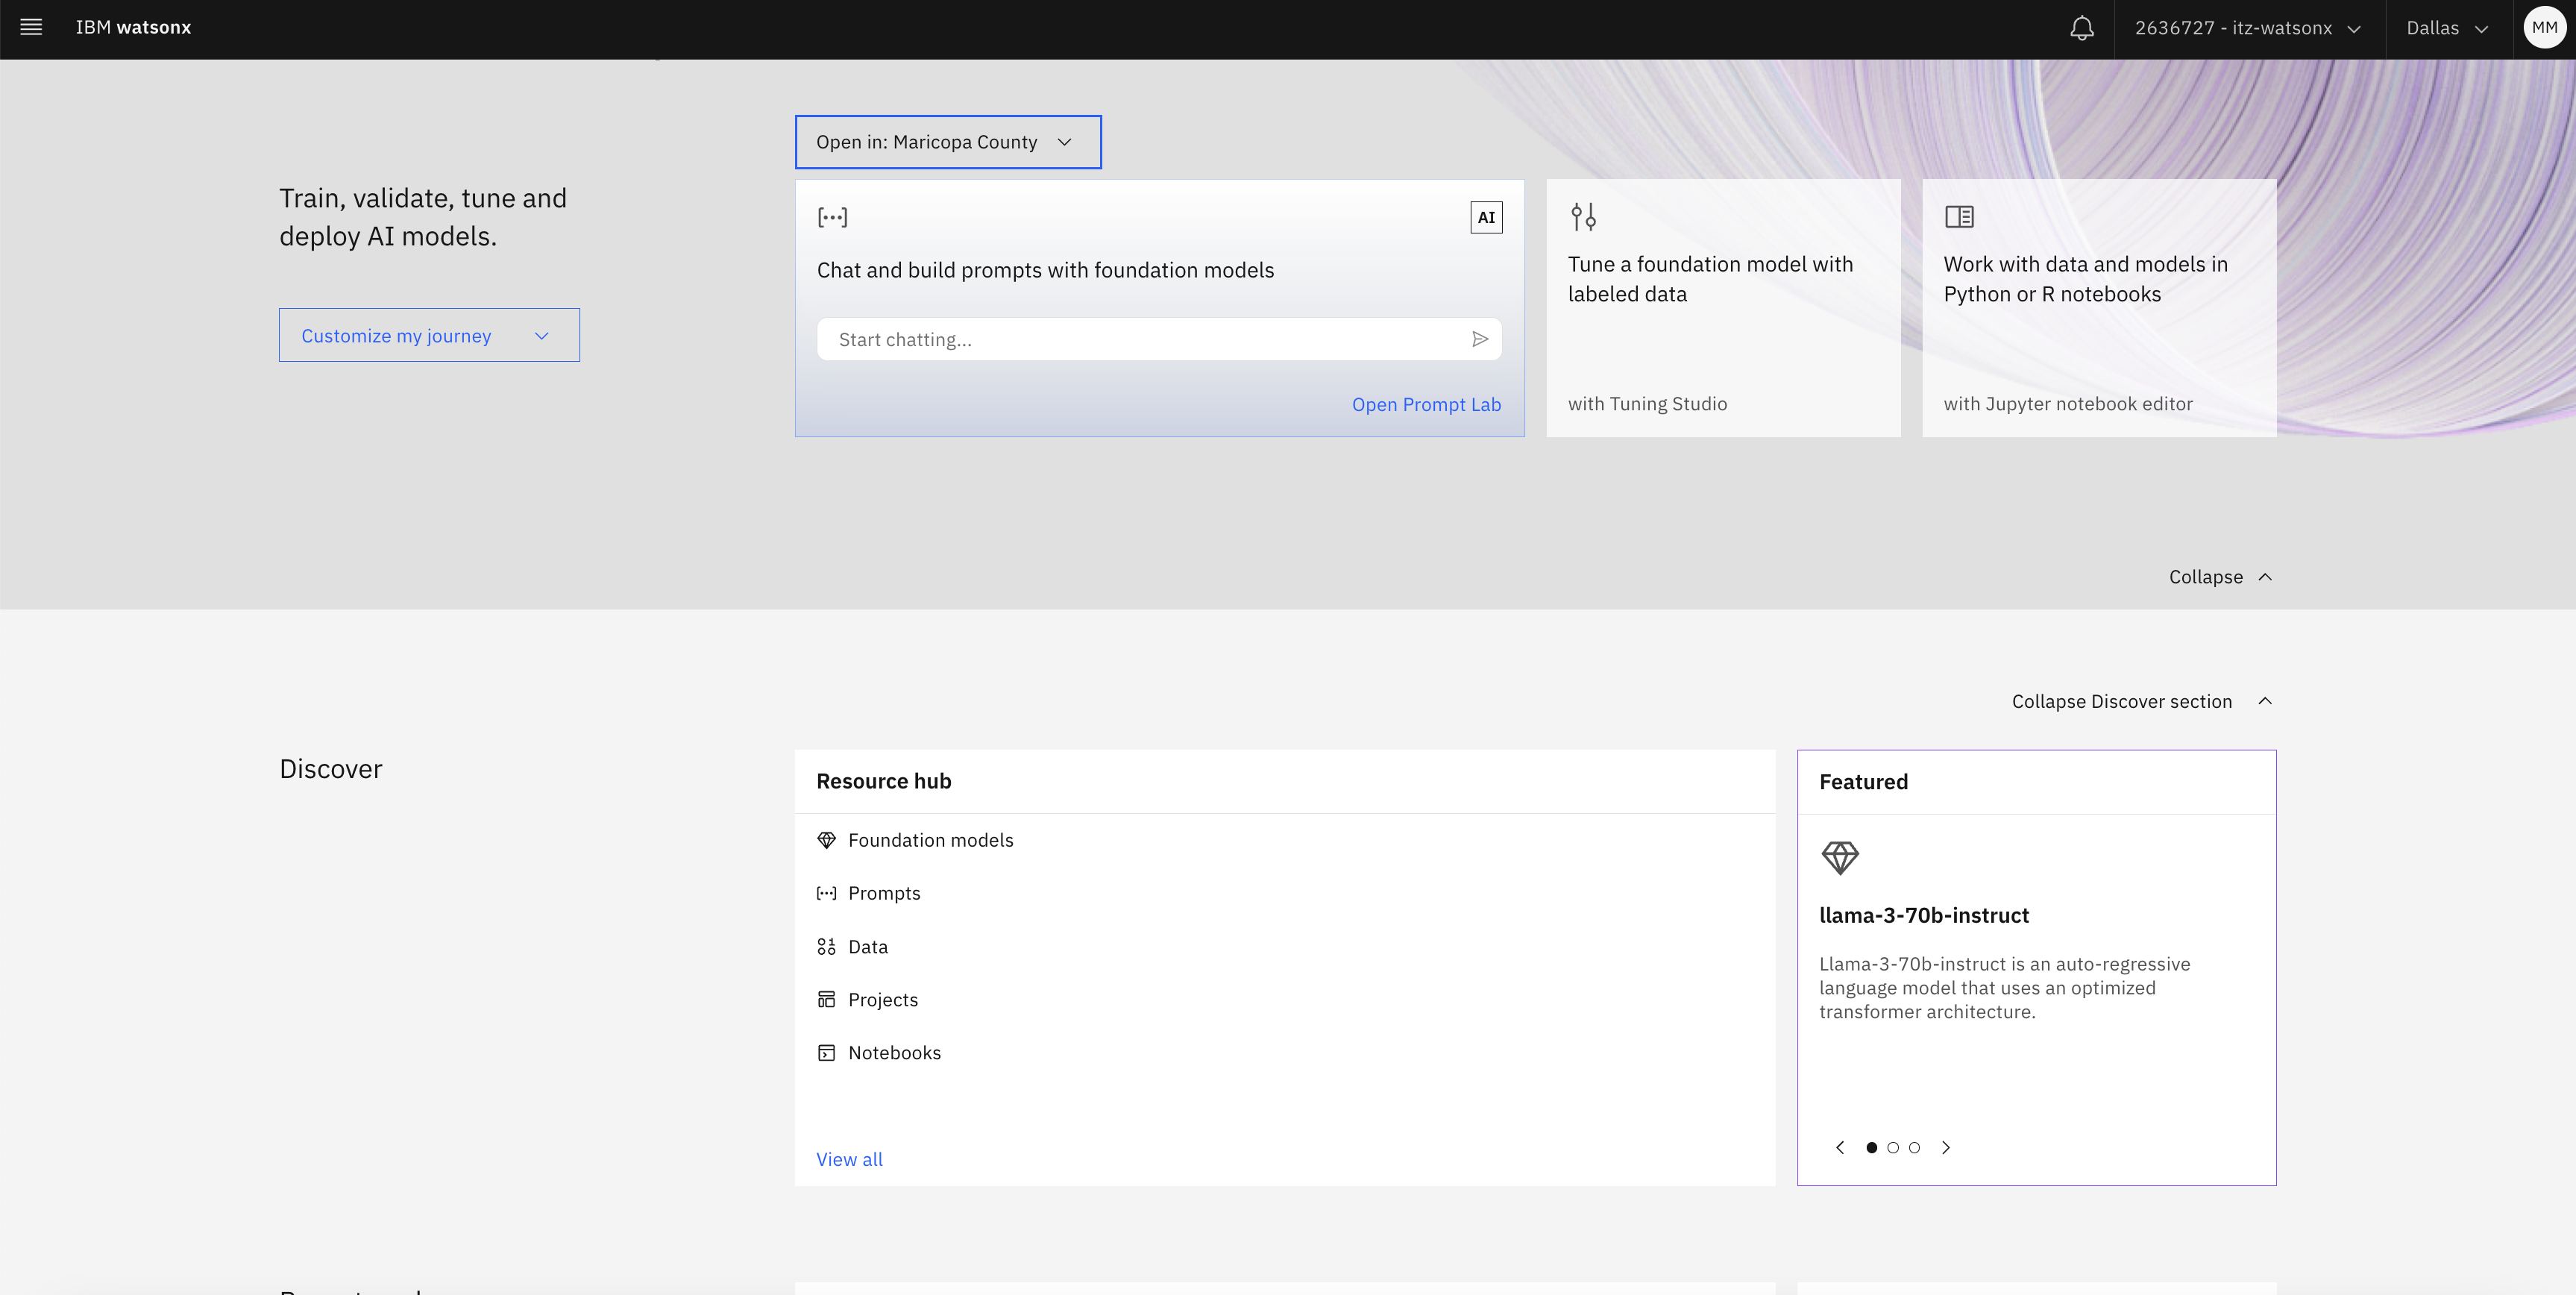 IBM watsonx
2636727 - itz-watsonx
Dallas
MM
Open in: Maricopa County
Train, validate, tune and
deploy AI models.
Customize my journey
AI
Chat and build prompts with foundation models
Start chatting...
Open Prompt Lab
Tune a foundation model with
labeled data
with Tuning Studio
Work with data and models in
Python or R notebooks
with Jupyter notebook editor
Collapse
Collapse Discover section
Discover
Resource hub
Foundation models
Prompts
Data
Projects
Notebooks
View all
Featured
llama-3-70b-instruct
Llama-3-70b-instruct is an auto-regressive
language model that uses an optimized
transformer architecture.